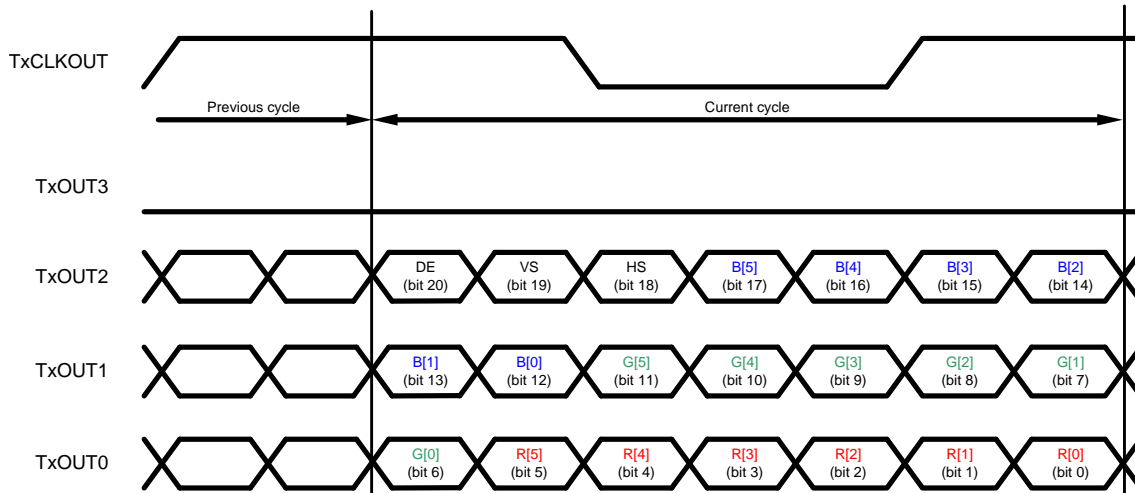 TxCLKOUT
Previous cycle
Current cycle
TxOUT3
TxOUT2
DE
(bit 20)
VS
(bit 19)
HS
(bit 18)
B[5]
(bit 17)
B[4]
(bit 16)
B[3]
(bit 15)
B[2]
(bit 14)
TxOUT1
B[1]
(bit 13)
B[0]
(bit 12)
G[5]
(bit 11)
G[4]
(bit 10)
G[3]
(bit 9)
G[2]
(bit 8)
G[1]
(bit 7)
TxOUT0
G[0]
(bit 6)
R[5]
(bit 5)
R[4]
(bit 4)
R[3]
(bit 3)
R[2]
(bit 2)
R[1]
(bit 1)
R[0]
(bit 0)